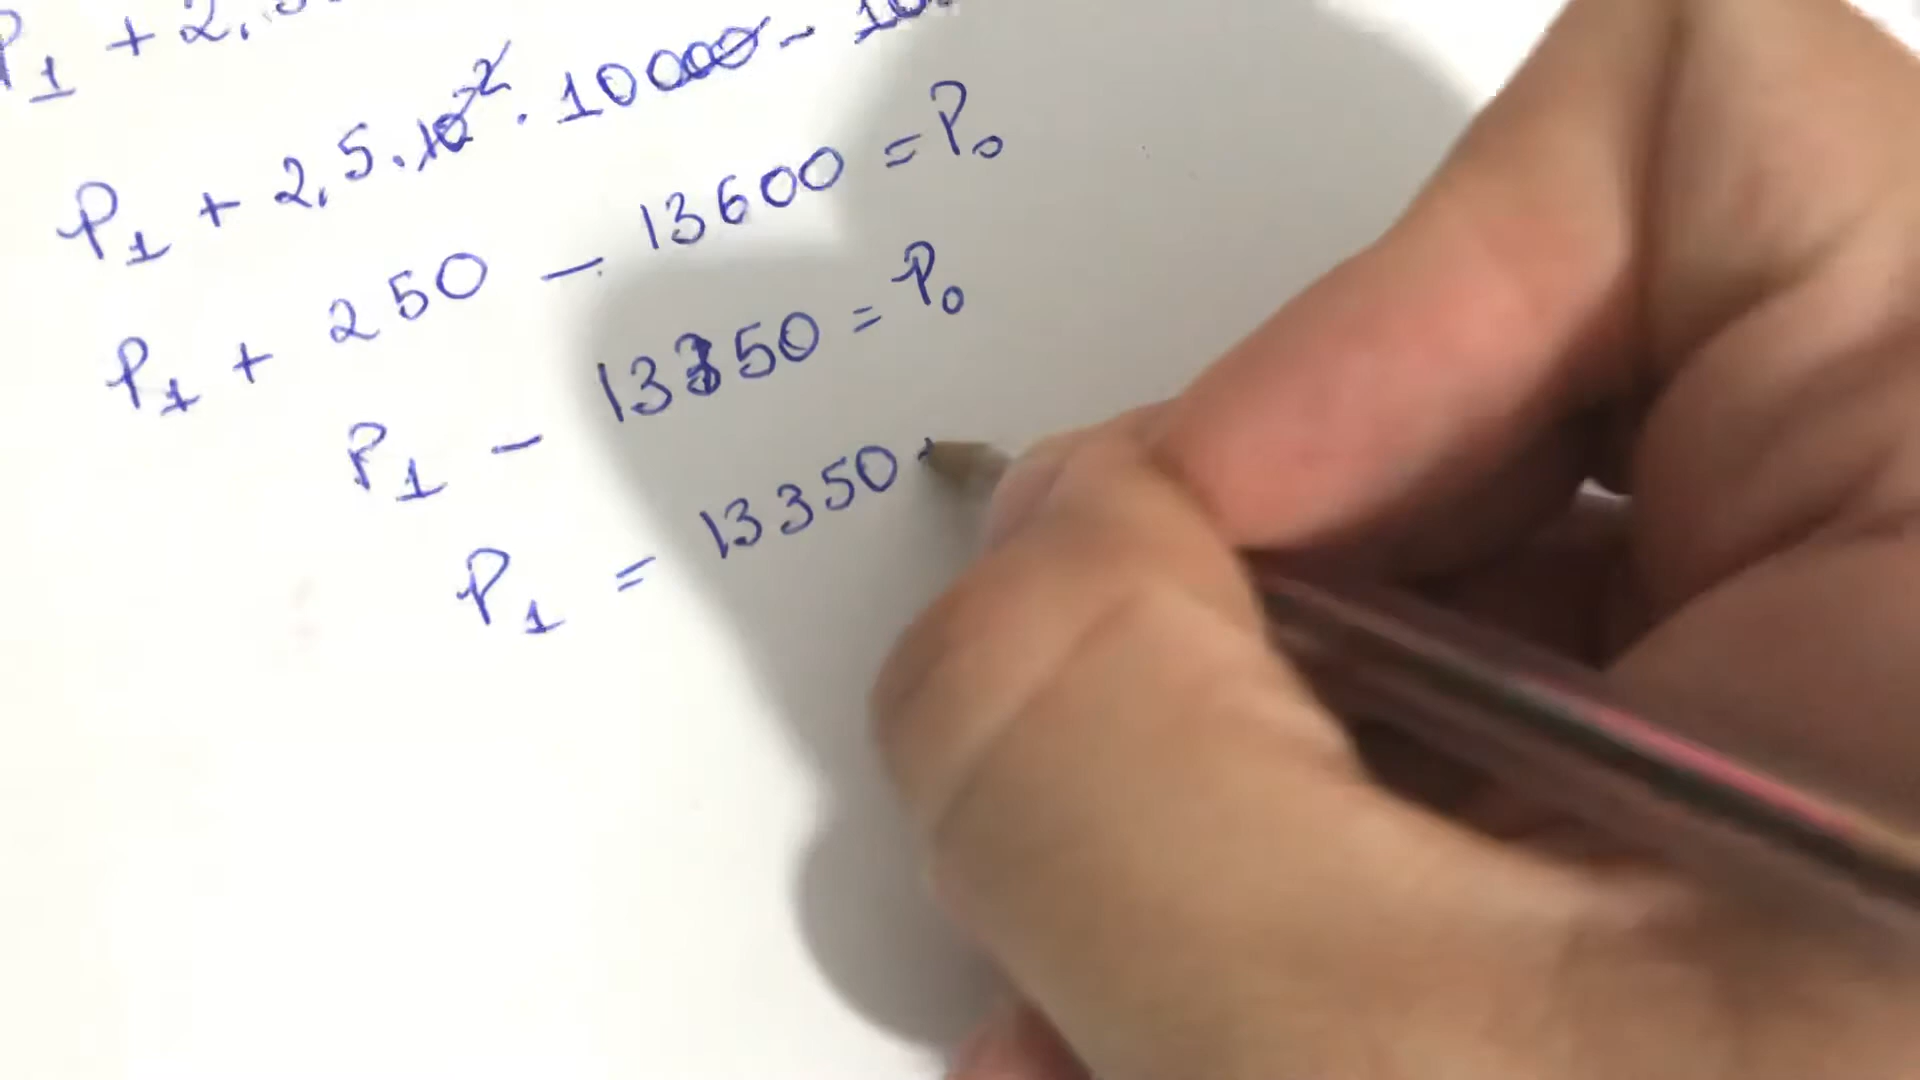 P₁ + 2,5
P₁ + 2,5.10⁻². 10000 - 10
P₁ + 250 - 13600 = P₀
P₁ - 13350 = P₀
P₁ = 13350 +